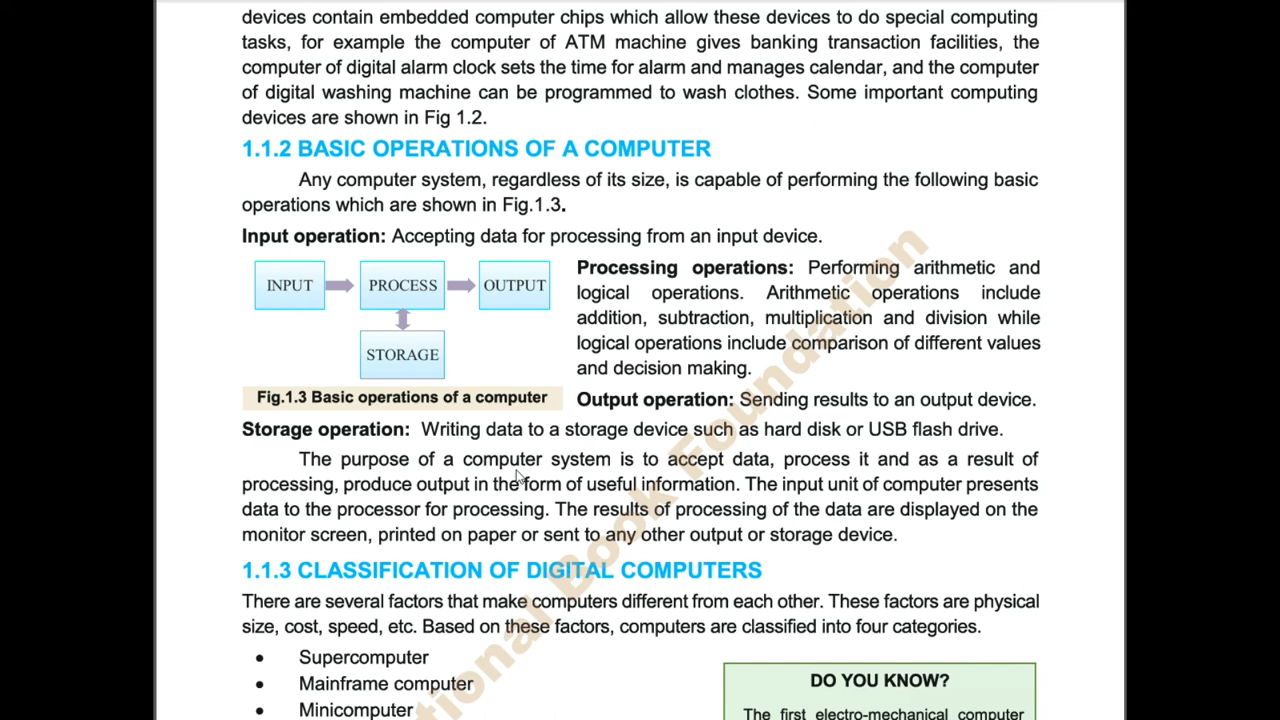 devices contain embedded computer chips which allow these devices to do special computing
tasks, for example the computer of ATM machine gives banking transaction facilities, the
computer of digital alarm clock sets the time for alarm and manages calendar, and the computer
of digital washing machine can be programmed to wash clothes. Some important computing
devices are shown in Fig 1.2.
1.1.2 BASIC OPERATIONS OF A COMPUTER
Any computer system, regardless of its size, is capable of performing the following basic
operations which are shown in Fig.1.3.
Input operation: Accepting data for processing from an input device.
INPUT
PROCESS
OUTPUT
STORAGE
Fig.1.3 Basic operations of a computer
Processing operations: Performing arithmetic and
logical operations. Arithmetic operations include
addition, subtraction, multiplication and division while
logical operations include comparison of different values
and decision making.
Output operation: Sending results to an output device.
Storage operation: Writing data to a storage device such as hard disk or USB flash drive.
The purpose of a computer system is to accept data, process it and as a result of
processing, produce output in the form of useful information. The input unit of computer presents
data to the processor for processing. The results of processing of the data are displayed on the
monitor screen, printed on paper or sent to any other output or storage device.
1.1.3 CLASSIFICATION OF DIGITAL COMPUTERS
There are several factors that make computers different from each other. These factors are physical
size, cost, speed, etc. Based on these factors, computers are classified into four categories.
• Supercomputer
• Mainframe computer
• Minicomputer
DO YOU KNOW?
The first electro-mechanical computer
tional Book Foundation